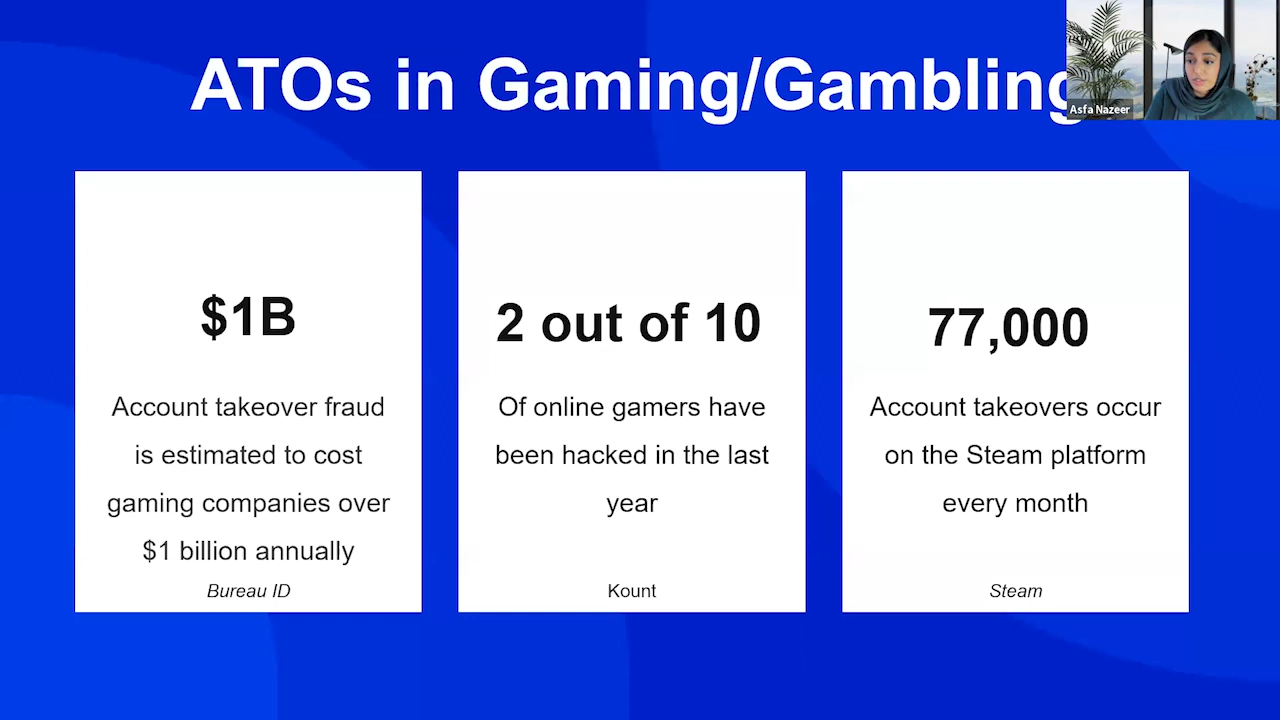 ATOs in Gaming/Gambling
Asfa Nazeer
$1B
Account takeover fraud
is estimated to cost
gaming companies over
$1 billion annually
Bureau ID
2 out of 10
Of online gamers have
been hacked in the last
year
Kount
77,000
Account takeovers occur
on the Steam platform
every month
Steam